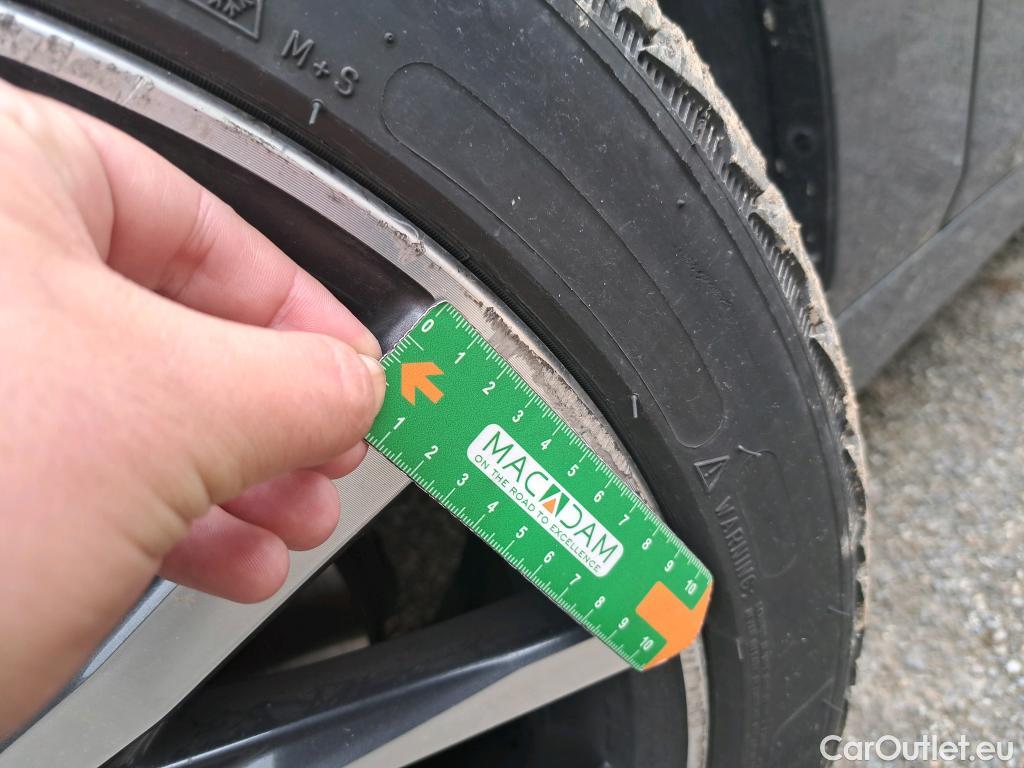 M+S
0 1 2 3 4 5 6 7 8 9 10
MACADAM
ON THE ROAD TO EXCELLENCE
1 2 3 4 5 6 7 8 9 10
WARNING:
CarOutlet.eu